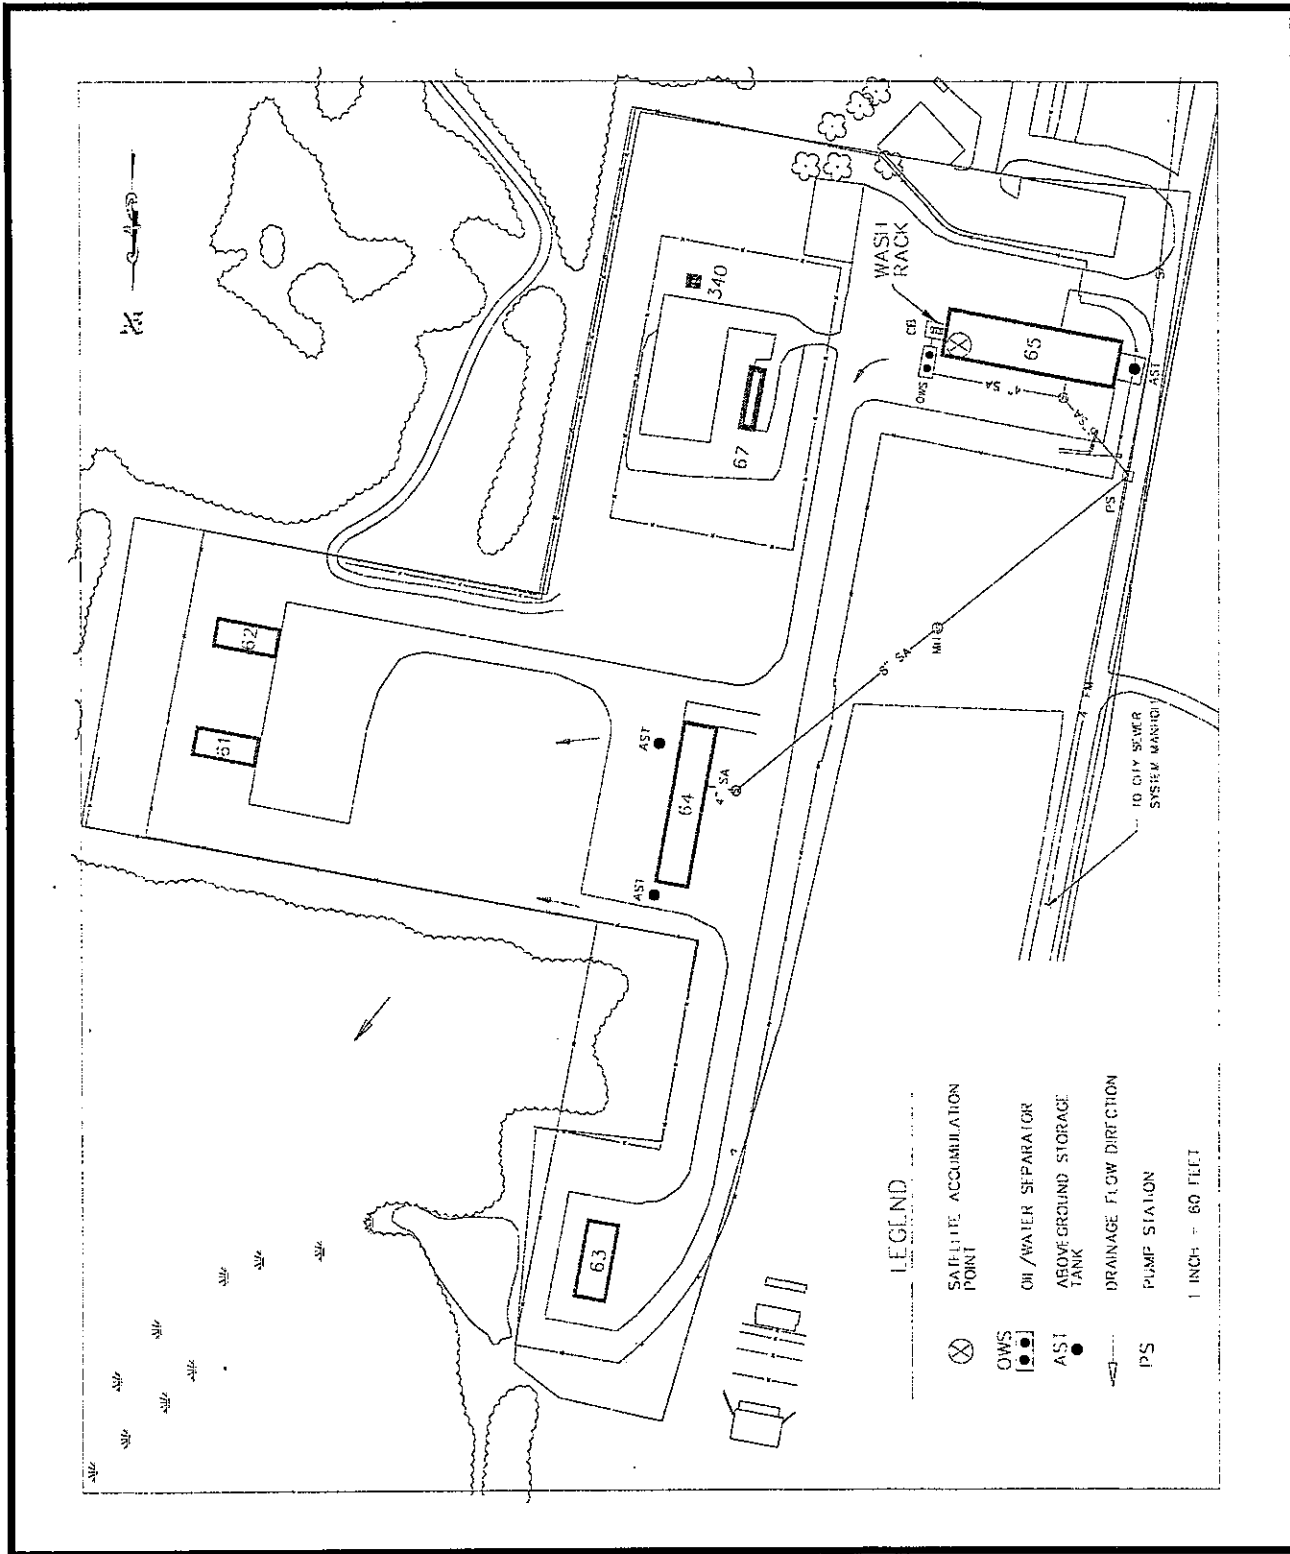 WASH
RACK
340
CB
OWS
65
4" SA
AST
67
PS
62
61
MH
8" SA
AST
64
4" SA
AST
4" FM
TO CITY SEWER
SYSTEM MANHOLE
63
LEGEND
SATELLITE ACCUMULATION
POINT
OWS
OIL/WATER SEPARATOR
AST
ABOVEGROUND STORAGE
TANK
DRAINAGE FLOW DIRECTION
PS
PUMP STATION
1 INCH = 60 FEET